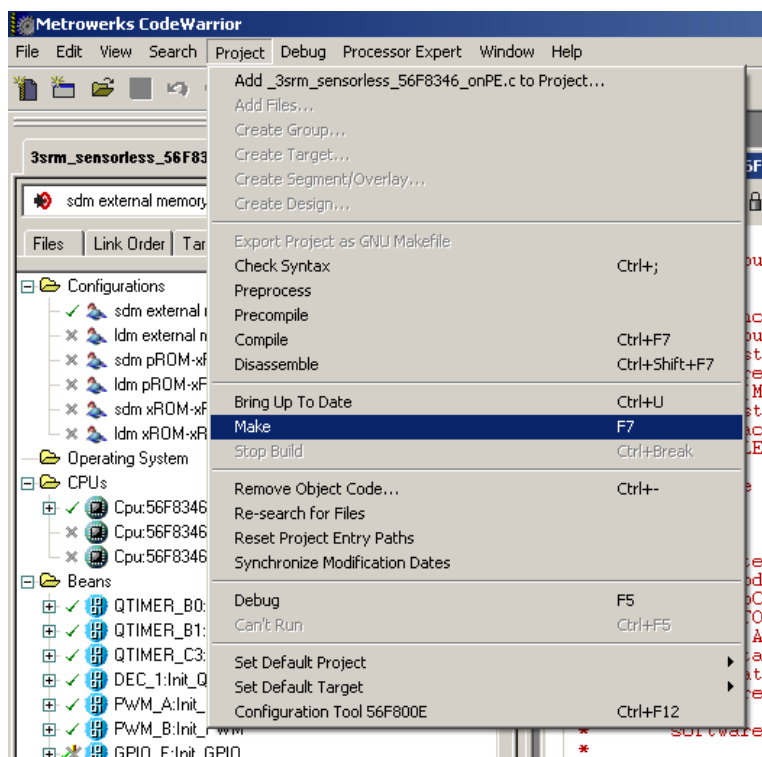 Metrowerks CodeWarrior
File Edit View Search Project Debug Processor Expert Window Help
Add _3srm_sensorless_56F8346_onPE.c to Project...
Add Files...
Create Group...
Create Target...
Create Segment/Overlay...
Create Design...
Export Project as GNU Makefile
Check Syntax Ctrl+;
Preprocess
Precompile
Compile Ctrl+F7
Disassemble Ctrl+Shift+F7
Bring Up To Date Ctrl+U
Make F7
Stop Build Ctrl+Break
Remove Object Code... Ctrl+-
Re-search for Files
Reset Project Entry Paths
Synchronize Modification Dates
Debug F5
Can't Run Ctrl+F5
Set Default Project
Set Default Target
Configuration Tool 56F800E Ctrl+F12
3srm_sensorless_56F83
sdm external memory
Files Link Order Tar
Configurations
sdm external
ldm external
sdm pROM-xR
ldm pROM-xR
sdm xROM-xR
ldm xROM-xR
Operating System
CPUs
Cpu:56F8346
Cpu:56F8346
Cpu:56F8346
Beans
QTIMER_B0:
QTIMER_B1:
QTIMER_C3:
DEC_1:Init_Q
PWM_A:Init_
PWM_B:Init_PWM
GPIO_E:Init_GPIO
* software
*